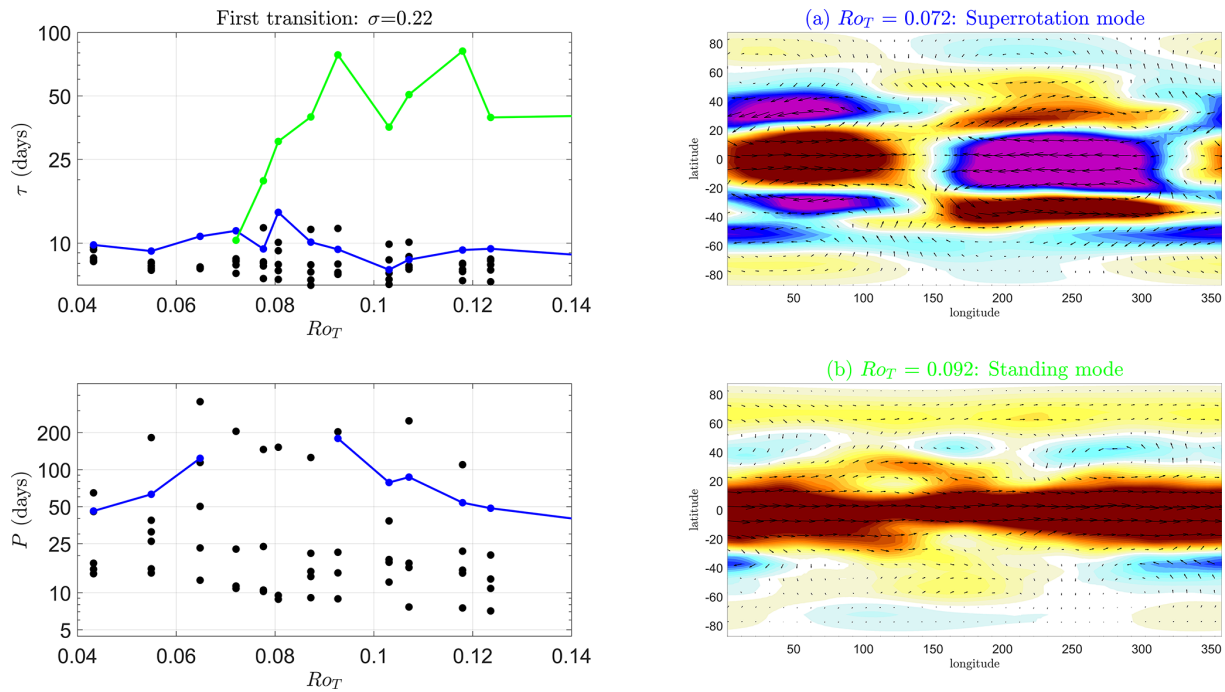 First transition: σ=0.22
100
50
25
10
τ (days)
0.04 0.06 0.08 0.1 0.12 0.14
Ro_T
(a) Ro_T = 0.072: Superrotation mode
80
60
40
20
0
-20
-40
-60
-80
latitude
50 100 150 200 250 300 350
longitude
200
100
50
25
10
5
P (days)
0.04 0.06 0.08 0.1 0.12 0.14
Ro_T
(b) Ro_T = 0.092: Standing mode
80
60
40
20
0
-20
-40
-60
-80
latitude
50 100 150 200 250 300 350
longitude